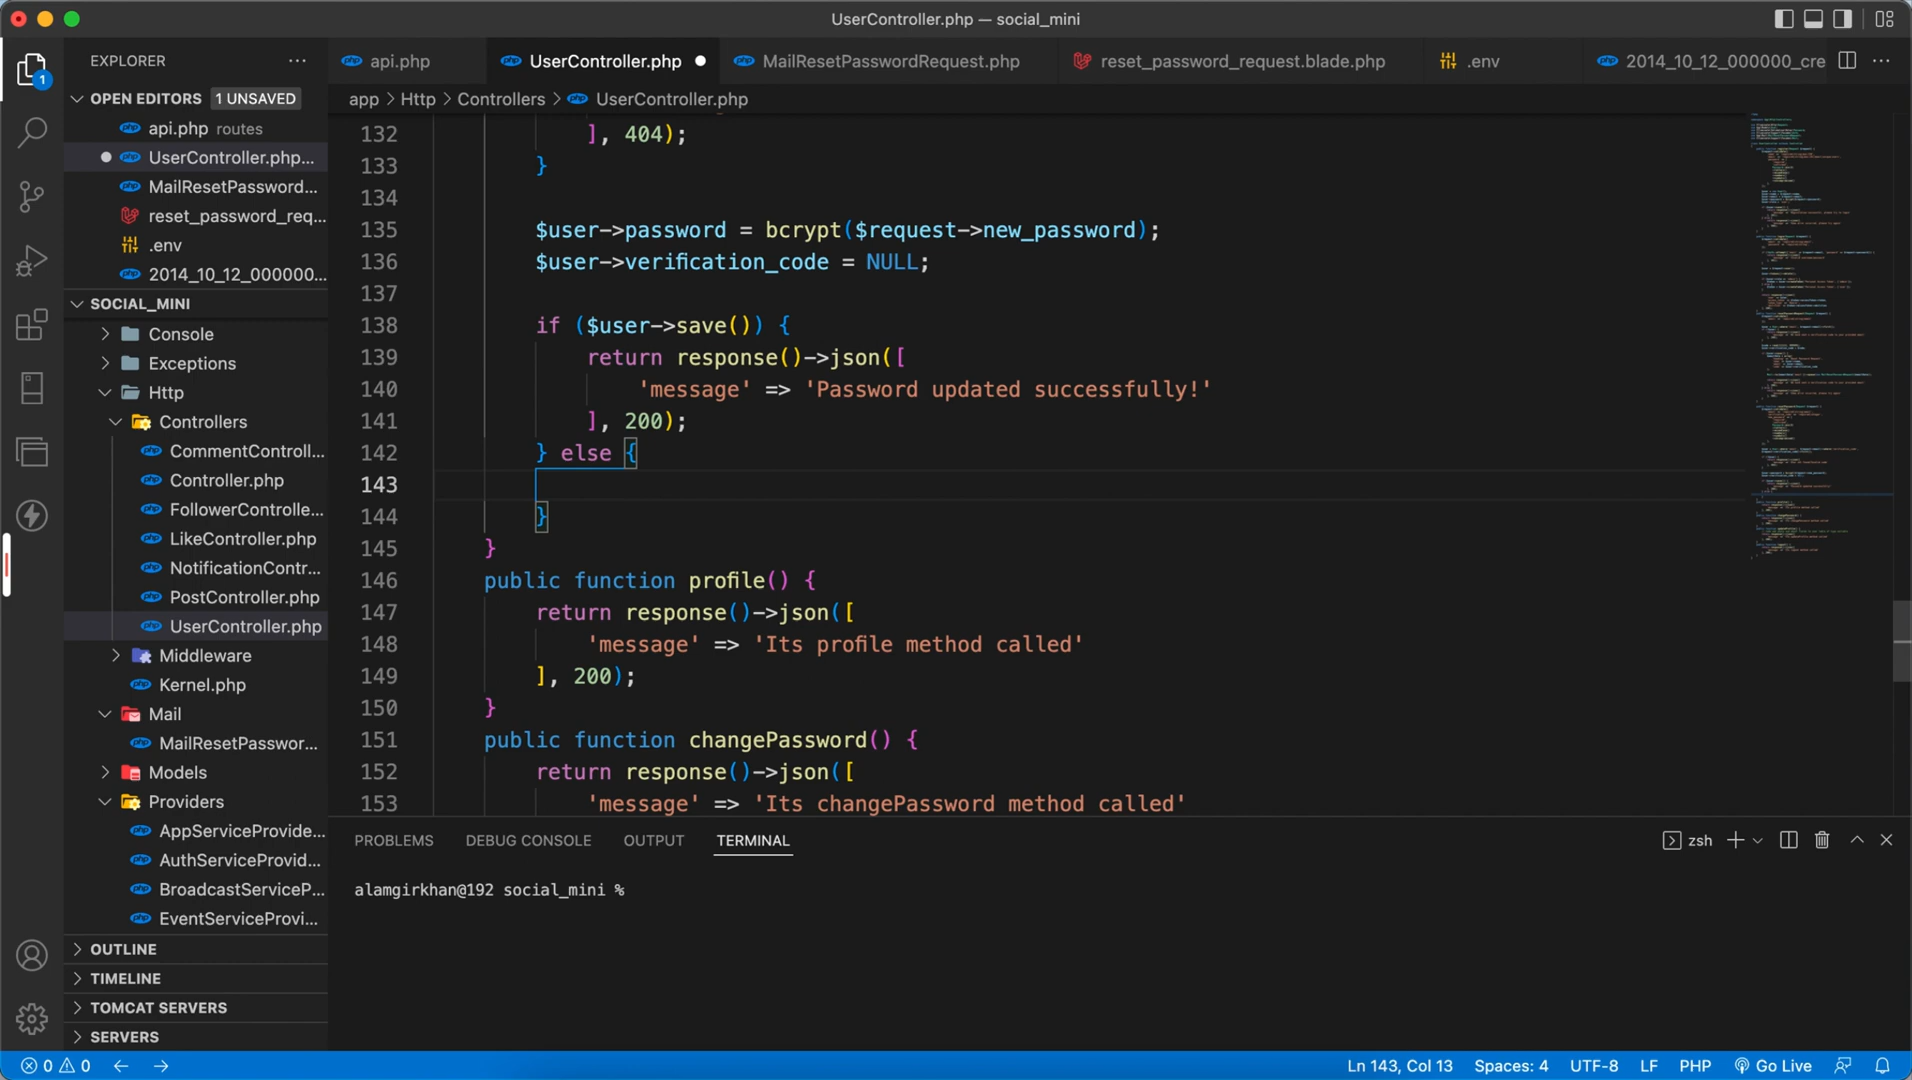 UserController.php — social_mini
EXPLORER
api.php
UserController.php
MailResetPasswordRequest.php
reset_password_request.blade.php
.env
2014_10_12_000000_cre
app > Http > Controllers > UserController.php
1
OPEN EDITORS 1 UNSAVED
api.php routes
UserController.php...
MailResetPassword...
reset_password_req...
.env
2014_10_12_000000...
SOCIAL_MINI
Console
Exceptions
Http
Controllers
CommentControll...
Controller.php
FollowerControlle...
LikeController.php
NotificationContr...
PostController.php
UserController.php
Middleware
Kernel.php
Mail
MailResetPasswor...
Models
Providers
AppServiceProvide...
AuthServiceProvid...
BroadcastServiceP...
EventServiceProvi...
OUTLINE
TIMELINE
TOMCAT SERVERS
SERVERS
132 ], 404);
133 }
134
135 $user->password = bcrypt($request->new_password);
136 $user->verification_code = NULL;
137
138 if ($user->save()) {
139 return response()->json([
140 'message' => 'Password updated successfully!'
141 ], 200);
142 } else {
143
144 }
145 }
146 public function profile() {
147 return response()->json([
148 'message' => 'Its profile method called'
149 ], 200);
150 }
151 public function changePassword() {
152 return response()->json([
153 'message' => 'Its changePassword method called'
PROBLEMS DEBUG CONSOLE OUTPUT TERMINAL
zsh
alamgirkhan@192 social_mini %
0 0
Ln 143, Col 13 Spaces: 4 UTF-8 LF PHP Go Live